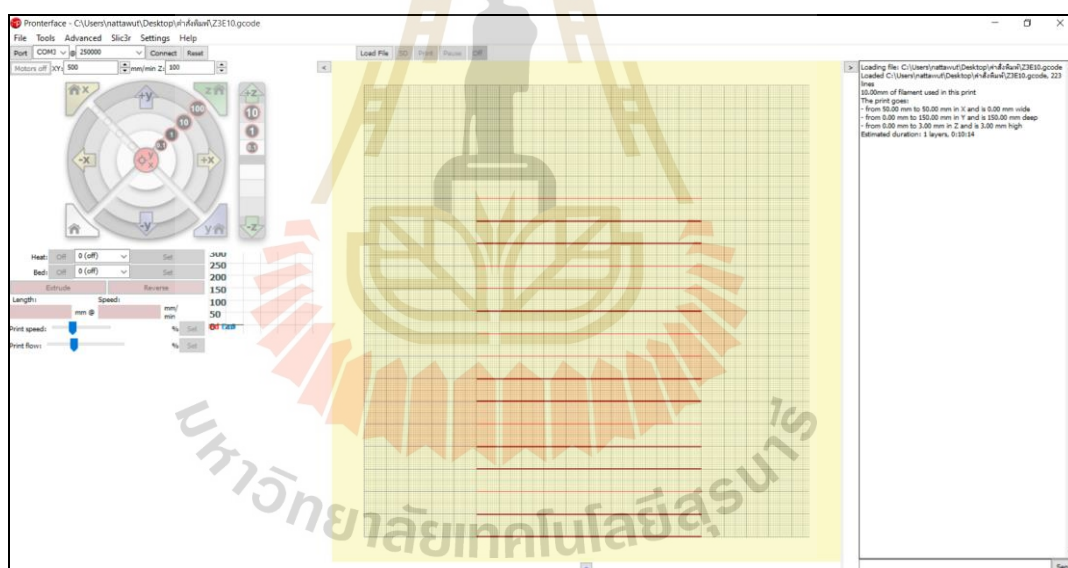 Pronterface - C:\Users\nattawut\Desktop\คำสั่งพิมพ์\Z3E10.gcode
File Tools Advanced Slic3r Settings Help
Port COM3 @ 250000 Connect Reset
Load File SD Print Pause Off
Motors off XY: 500 mm/min Z: 100
< >
Loading file: C:\Users\nattawut\Desktop\คำสั่งพิมพ์\Z3E10.gcode
Loaded C:\Users\nattawut\Desktop\คำสั่งพิมพ์\Z3E10.gcode, 223
lines
10.00mm of filament used in this print
The print goes:
- from 50.00 mm to 50.00 mm in X and is 0.00 mm wide
- from 0.00 mm to 150.00 mm in Y and is 150.00 mm deep
- from 0.00 mm to 3.00 mm in Z and is 3.00 mm high
Estimated duration: 1 layers, 0:10:14
X +Y Z +Z
100 10
10 1
1 0.1
0.1
-X Y X +X
-Y Y -Z
Heat: Off 0 (off) Set
Bed: Off 0 (off) Set
Extrude Reverse
Length: Speed:
mm @ mm/
min
Print speed: % Set
Print flow: % Set
300
250
200
150
100
50
มหาวิทยาลัยเทคโนโลยีสุรนารี